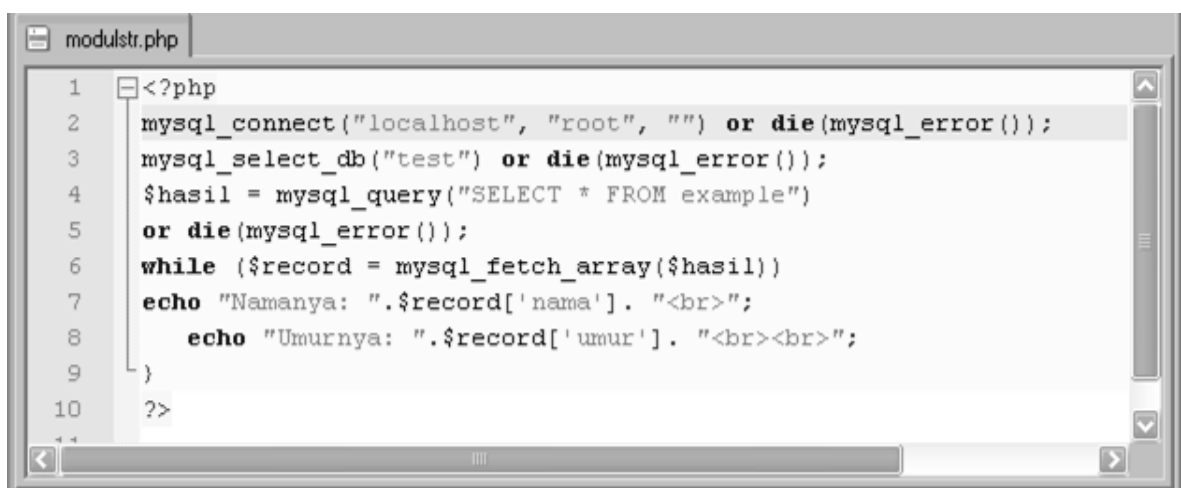 modulstr.php
1 <?php
2 mysql_connect("localhost", "root", "") or die(mysql_error());
3 mysql_select_db("test") or die(mysql_error());
4 $hasil = mysql_query("SELECT * FROM example")
5 or die(mysql_error());
6 while ($record = mysql_fetch_array($hasil))
7 echo "Namanya: ".$record['nama']. "<br>";
8 echo "Umurnya: ".$record['umur']. "<br><br>";
9 }
10 ?>